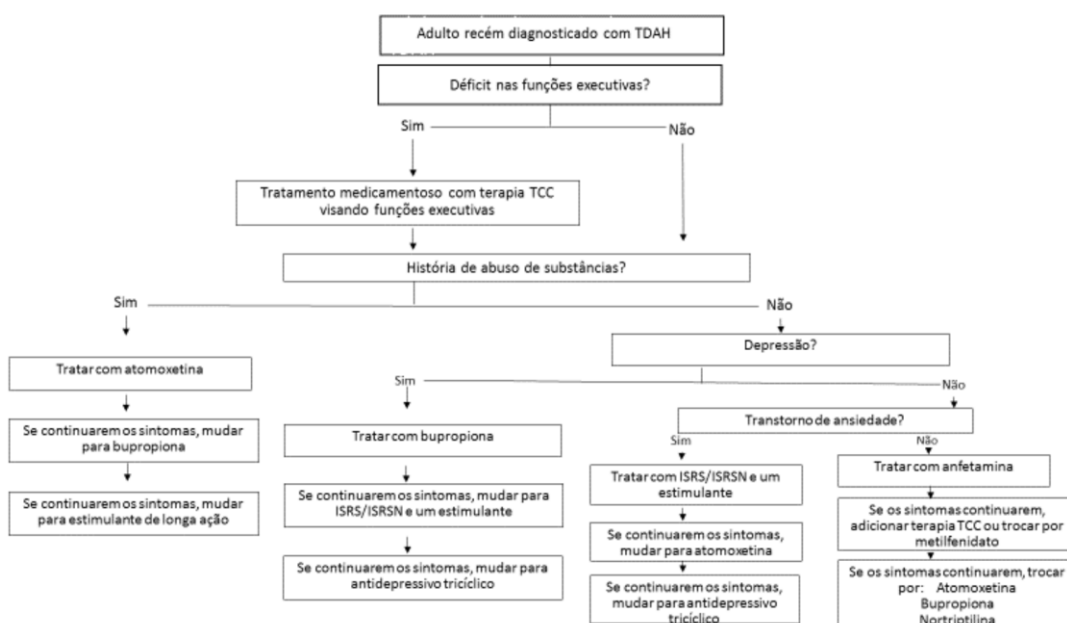 Adulto recém diagnosticado com TDAH
Déficit nas funções executivas?
Sim
Não
Tratamento medicamentoso com terapia TCC
visando funções executivas
História de abuso de substâncias?
Sim
Não
Depressão?
Tratar com atomoxetina
Sim
Não
Se continuarem os sintomas, mudar
para bupropiona
Tratar com bupropiona
Transtorno de ansiedade?
Sim
Não
Tratar com ISRS/ISRSN e um
estimulante
Tratar com anfetamina
Se continuarem os sintomas, mudar
para estimulante de longa ação
Se continuarem os sintomas, mudar para
ISRS/ISRSN e um estimulante
Se continuarem os sintomas,
mudar para atomoxetina
Se os sintomas continuarem,
adicionar terapia TCC ou trocar por
metilfenidato
Se continuarem os sintomas, mudar para
antidepressivo tricíclico
Se continuarem os sintomas,
mudar para antidepressivo
tricíclico
Se os sintomas continuarem, trocar
por: Atomoxetina
Bupropiona
Nortriptilina